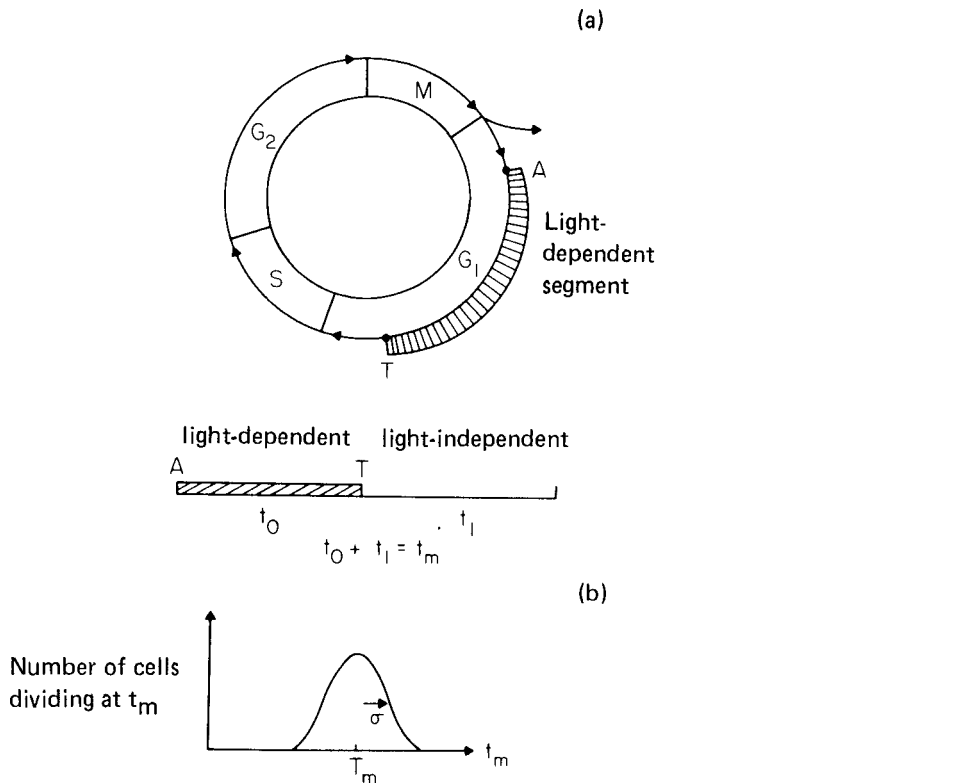 (a)
M
G2
A
Light-
dependent
segment
G1
S
T
light-dependent light-independent
A T
t0 t1
t0 + t1 = tm
(b)
Number of cells
dividing at tm
σ
tm
Tm